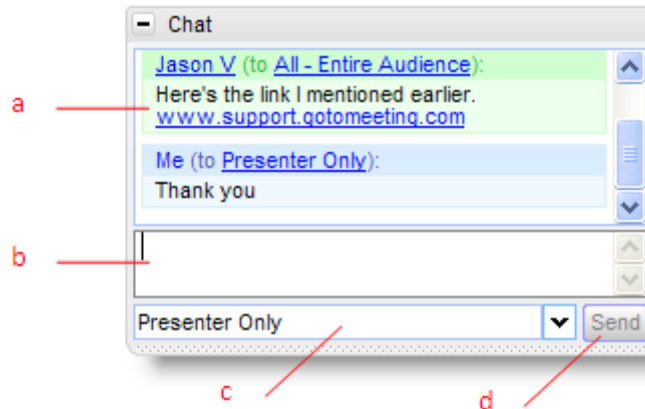 Chat
Jason V (to All - Entire Audience):
a
Here's the link I mentioned earlier.
www.support.gotomeeting.com
Me (to Presenter Only):
Thank you
b
Presenter Only
Send
c
d